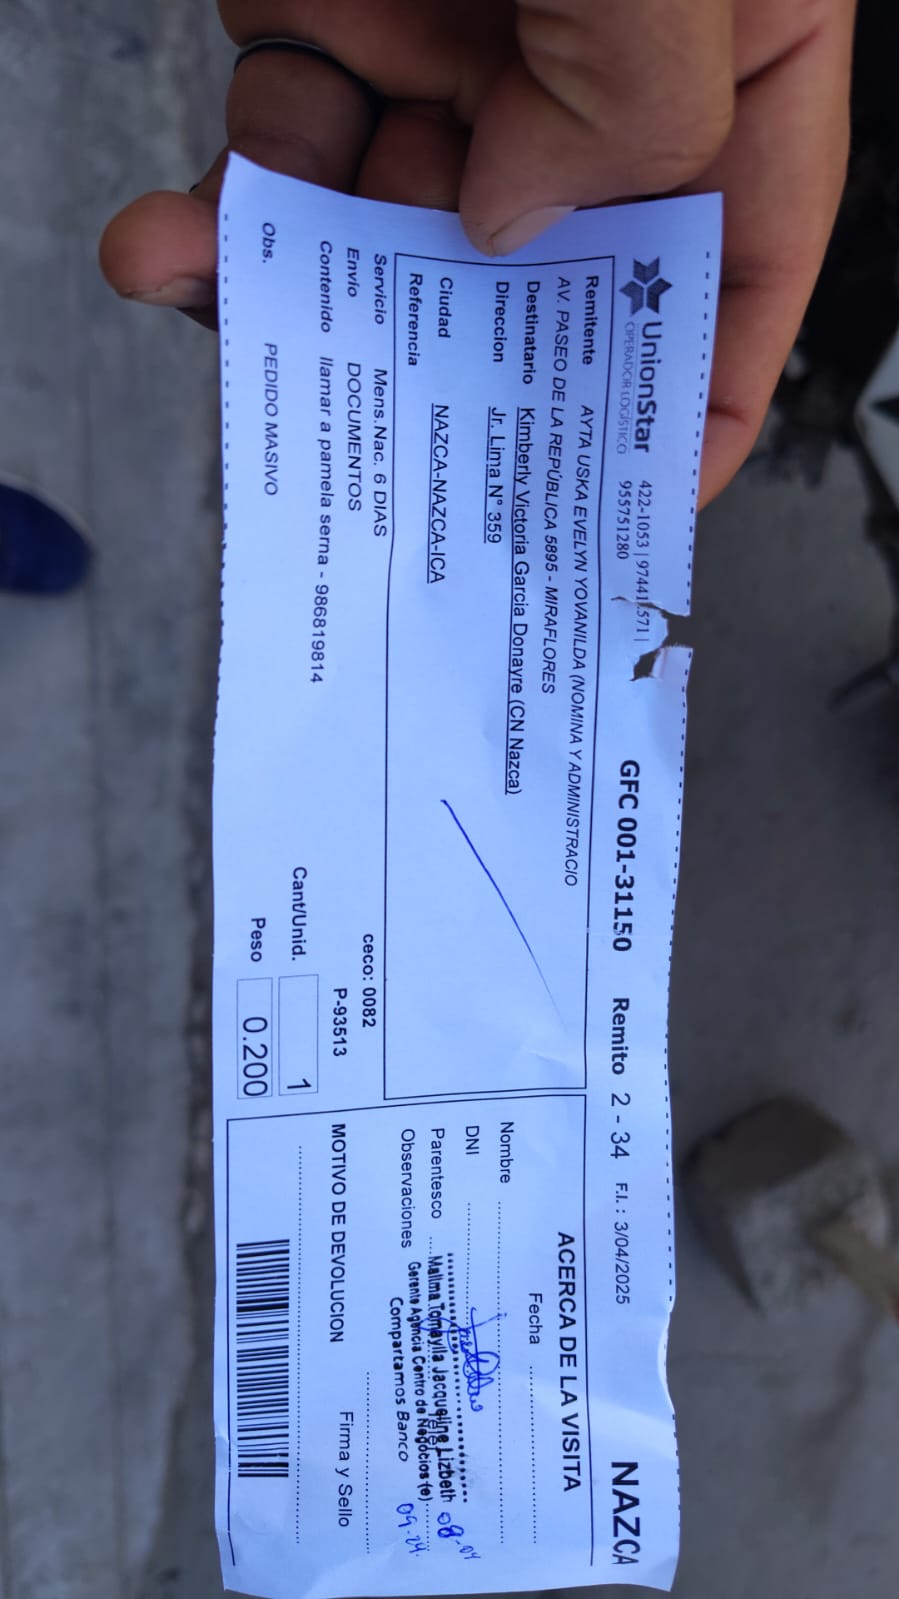 UnionStar
OPERADOR LOGÍSTICO
422-1053 | 974411571 |
955751280
GFC 001-31150 Remito 2 - 34 F.I.: 3/04/2025 NAZCA
Remitente AYTA USKA EVELYN YOVANILDA (NOMINA Y ADMINISTRACIO
AV. PASEO DE LA REPÚBLICA 5895 - MIRAFLORES
Destinatario Kimberly Victoria Garcia Donayre (CN Nazca)
Direccion Jr. Lima N° 359
Ciudad NAZCA-NAZCA-ICA
Referencia
Servicio Mens.Nac. 6 DIAS
Envio DOCUMENTOS
Contenido llamar a pamela serna - 986819814
Obs. PEDIDO MASIVO
ceco: 0082
P-93513
Cant/Unid. 1
Peso 0.200
ACERCA DE LA VISITA
Fecha
Nombre
DNI
Parentesco
Observaciones
Mallma Tomaylla Jacqueline Lizbeth
Gerente Agencia Centro de Negocios (e)
Compartamos Banco
08-04
09:24
MOTIVO DE DEVOLUCION
Firma y Sello